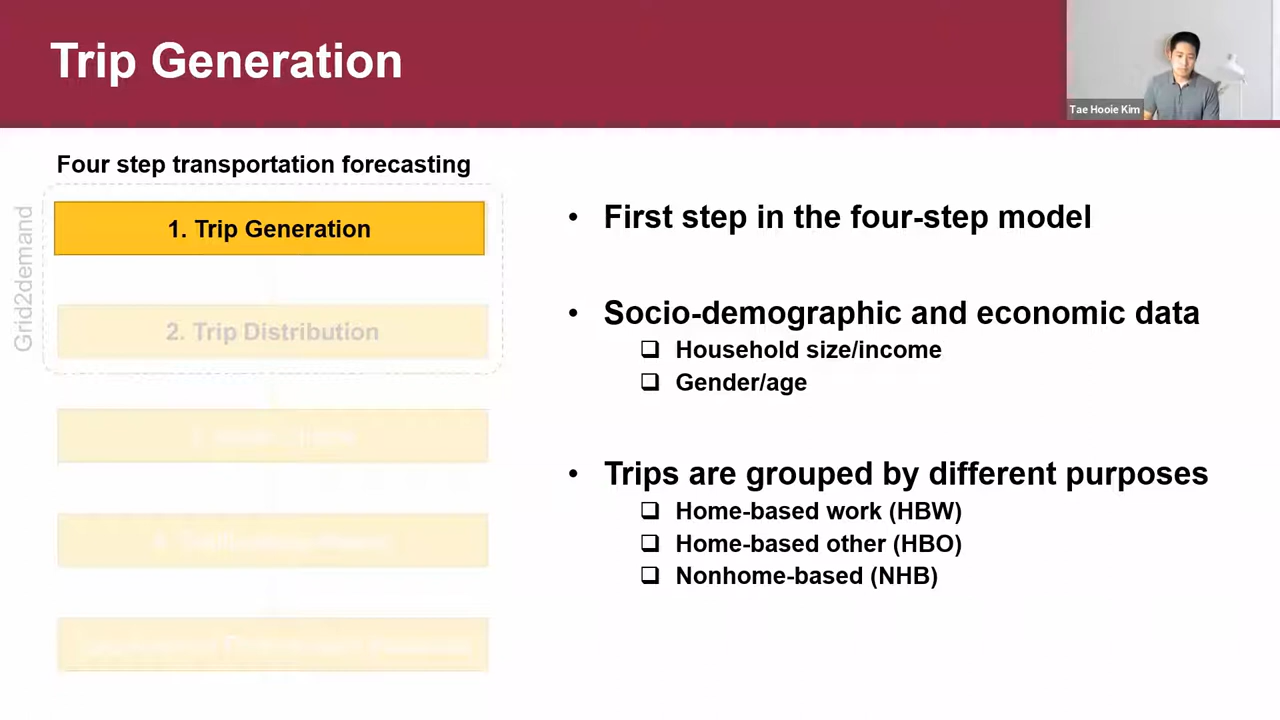 Trip Generation
Tae Hooie Kim
Four step transportation forecasting
Grid2demand
1. Trip Generation
2. Trip Distribution
• First step in the four-step model
• Socio-demographic and economic data
❑ Household size/income
❑ Gender/age
• Trips are grouped by different purposes
❑ Home-based work (HBW)
❑ Home-based other (HBO)
❑ Nonhome-based (NHB)